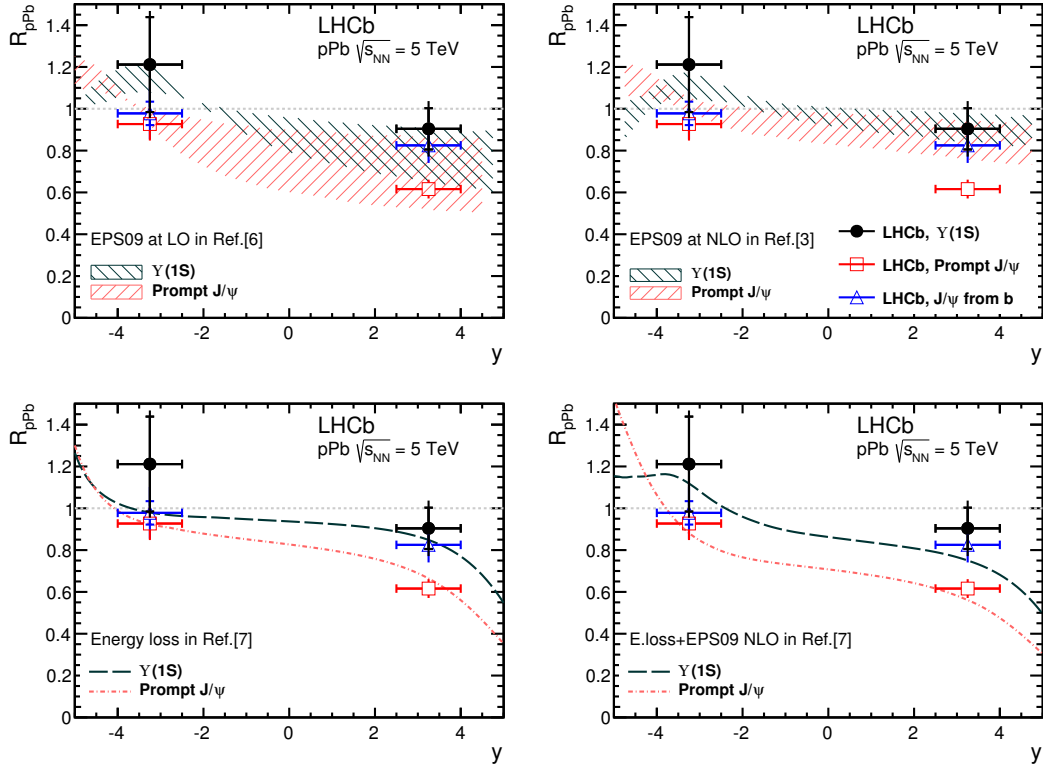 R_pPb
LHCb
pPb √s_NN = 5 TeV
1.4
1.2
1
0.8
0.6
0.4
0.2
0
EPS09 at LO in Ref.[6]
ϒ(1S)
Prompt J/ψ
-4 -2 0 2 4
y
R_pPb
LHCb
pPb √s_NN = 5 TeV
1.4
1.2
1
0.8
0.6
0.4
0.2
0
EPS09 at NLO in Ref.[3]
ϒ(1S)
Prompt J/ψ
LHCb, ϒ(1S)
LHCb, Prompt J/ψ
LHCb, J/ψ from b
-4 -2 0 2 4
y
R_pPb
LHCb
pPb √s_NN = 5 TeV
1.4
1.2
1
0.8
0.6
0.4
0.2
0
Energy loss in Ref.[7]
ϒ(1S)
Prompt J/ψ
-4 -2 0 2 4
y
R_pPb
LHCb
pPb √s_NN = 5 TeV
1.4
1.2
1
0.8
0.6
0.4
0.2
0
E.loss+EPS09 NLO in Ref.[7]
ϒ(1S)
Prompt J/ψ
-4 -2 0 2 4
y